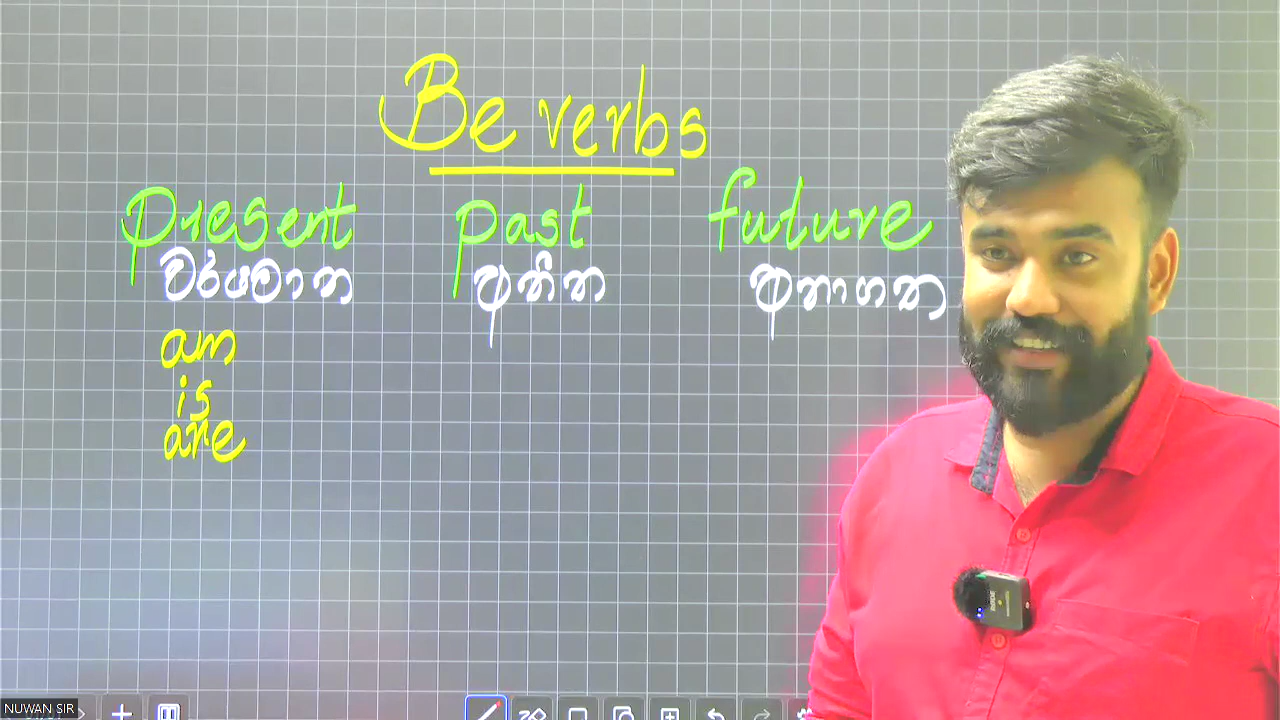 Be verbs
present past future
වර්තමාන අතීත අනාගත
am
is
are
NUWAN SIR